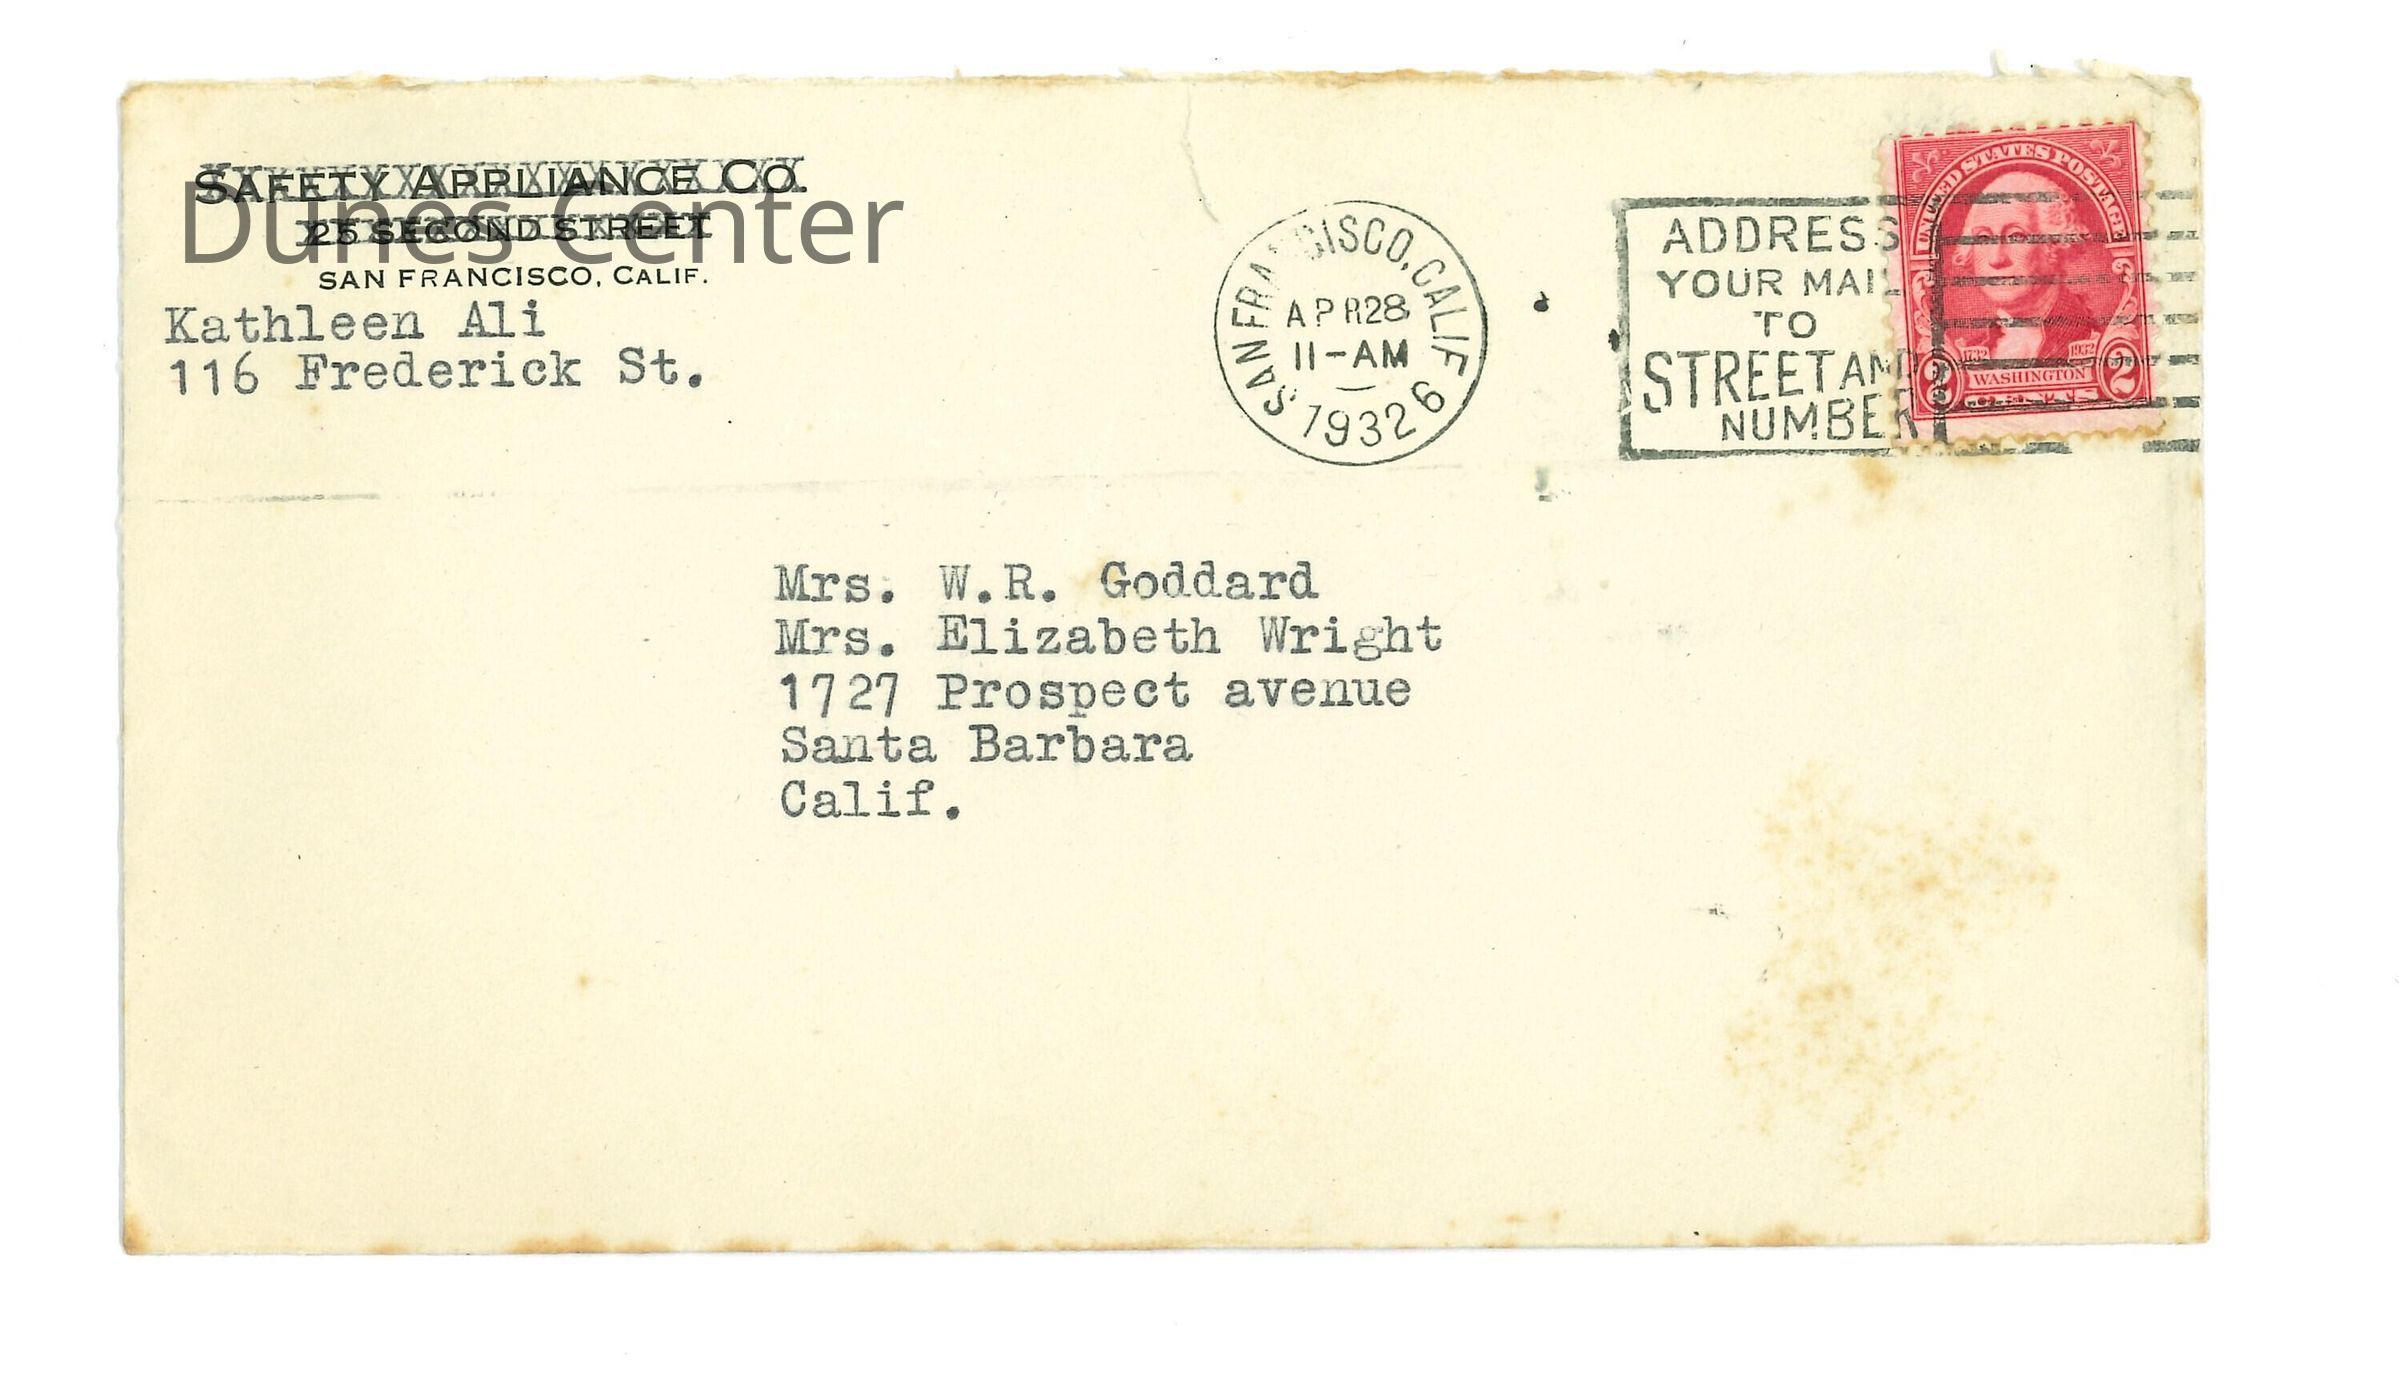 SAFETY APPLIANCE CO.
Dunes Center
25 SECOND STREET
SAN FRANCISCO, CALIF.
Kathleen Ali
116 Frederick St.
SAN FRANCISCO, CALIF. 6
APR 28
11-AM
1932
ADDRESS
YOUR MAIL
TO
STREET AND
NUMBER
UNITED STATES POSTAGE
1732 1932
2 WASHINGTON 2
CENTS
Mrs. W.R. Goddard
Mrs. Elizabeth Wright
1727 Prospect avenue
Santa Barbara
Calif.